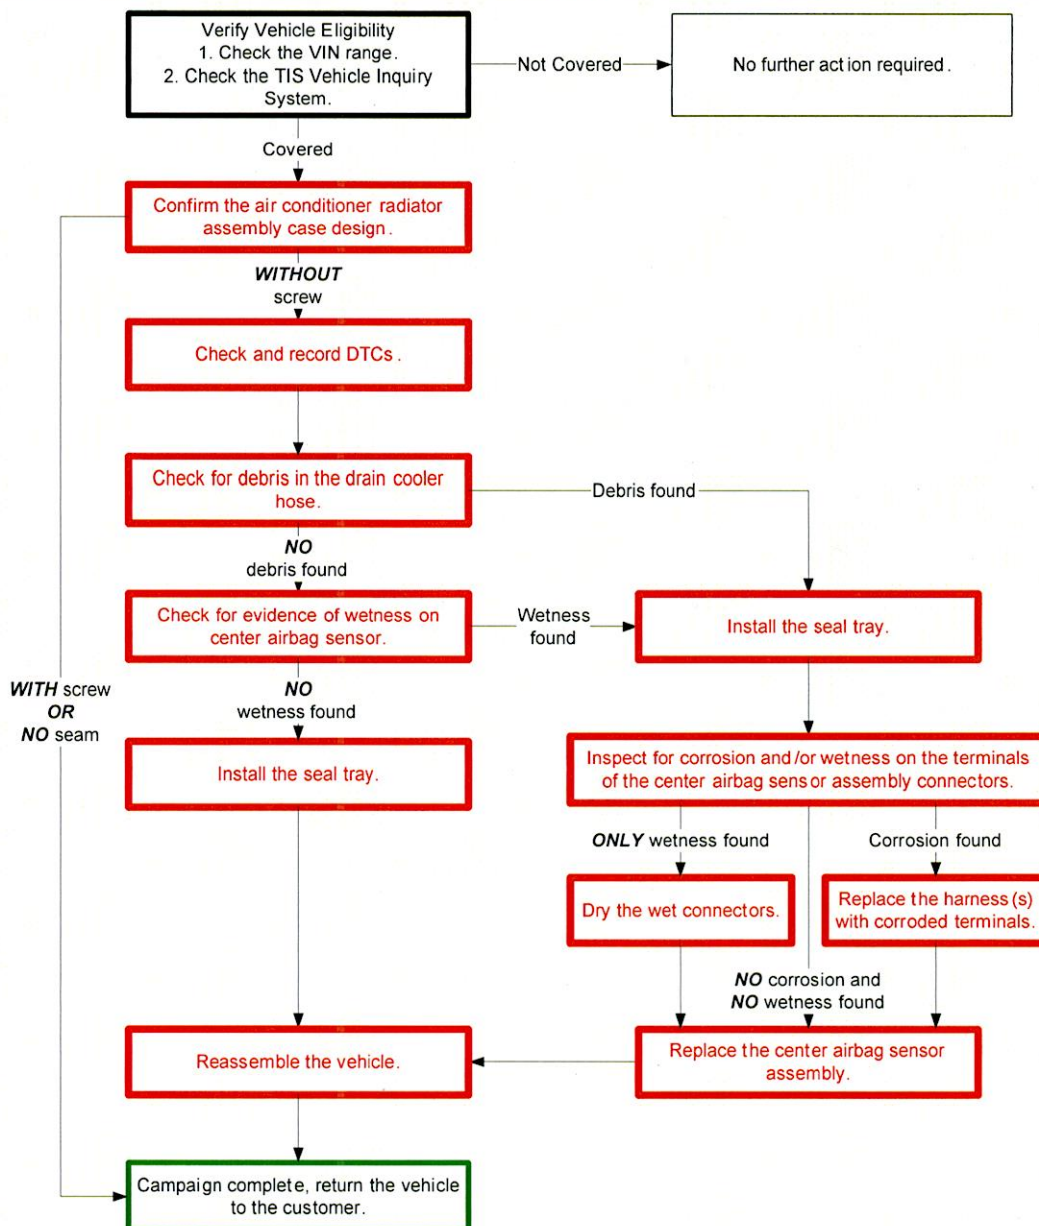 Verify Vehicle Eligibility
1. Check the VIN range.
2. Check the TIS Vehicle Inquiry
System.
Not Covered
No further action required.
Covered
Confirm the air conditioner radiator
assembly case design.
WITHOUT
screw
Check and record DTCs.
Check for debris in the drain cooler
hose.
Debris found
NO
debris found
Check for evidence of wetness on
center airbag sensor.
Wetness
found
Install the seal tray.
WITH screw
OR
NO seam
NO
wetness found
Install the seal tray.
Inspect for corrosion and/or wetness on the terminals
of the center airbag sensor assembly connectors.
ONLY wetness found
Corrosion found
Dry the wet connectors.
Replace the harness(s)
with corroded terminals.
NO corrosion and
NO wetness found
Reassemble the vehicle.
Replace the center airbag sensor
assembly.
Campaign complete, return the vehicle
to the customer.